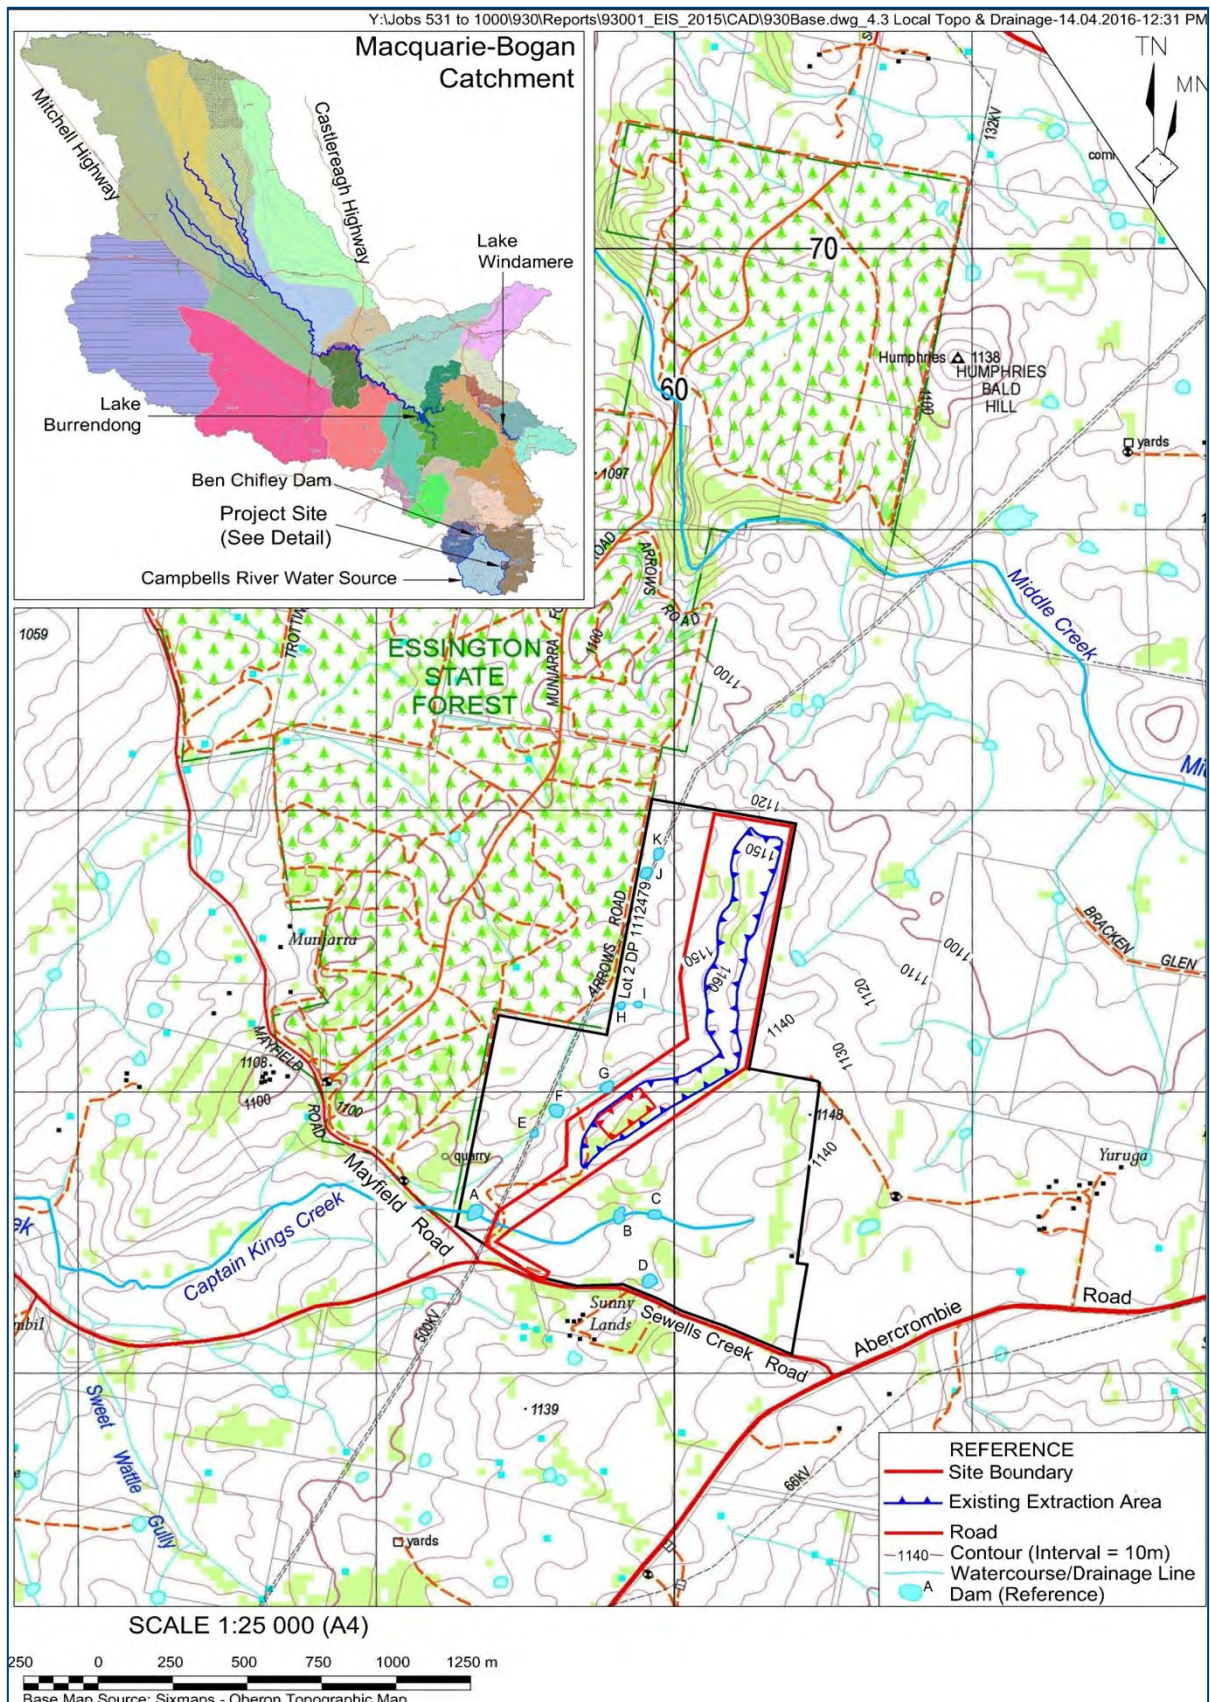 Y:\Jobs 531 to 1000\930\Reports\93001_EIS_2015\CAD\930Base.dwg_4.3 Local Topo & Drainage-14.04.2016-12:31 PM
Macquarie-Bogan
Catchment
Mitchell Highway
Castlereagh Highway
Lake
Windamere
Lake
Burrendong
Ben Chifley Dam
Project Site
(See Detail)
Campbells River Water Source
TN
MN
132kV
70
60
Humphries
1138
HUMPHRIES
BALD
HILL
1100
yards
1097
ROAD
ARROWS
ROAD
1100
Middle Creek
1059
ESSINGTON
STATE
FOREST
MUNJARRA
1100
1120
K
J
1150
ARROWS ROAD
Lot 2 DP 1112479
1150
1160
BRACKEN
GLEN
1100
1110
1120
Munjarra
I
H
1140
1130
MAYFIELD
ROAD
1108
1100
1100
G
F
E
1148
1140
Yuruga
quarry
Mayfield Road
A
C
B
D
Captain Kings Creek
500KV
Sunny
Lands
Sewells Creek Road
Abercrombie
Road
Sweet Wattle Gully
1139
66KV
yards
REFERENCE
Site Boundary
Existing Extraction Area
Road
1140 Contour (Interval = 10m)
Watercourse/Drainage Line
A Dam (Reference)
SCALE 1:25 000 (A4)
250 0 250 500 750 1000 1250 m
Base Map Source: Sixmaps - Oberon Topographic Map